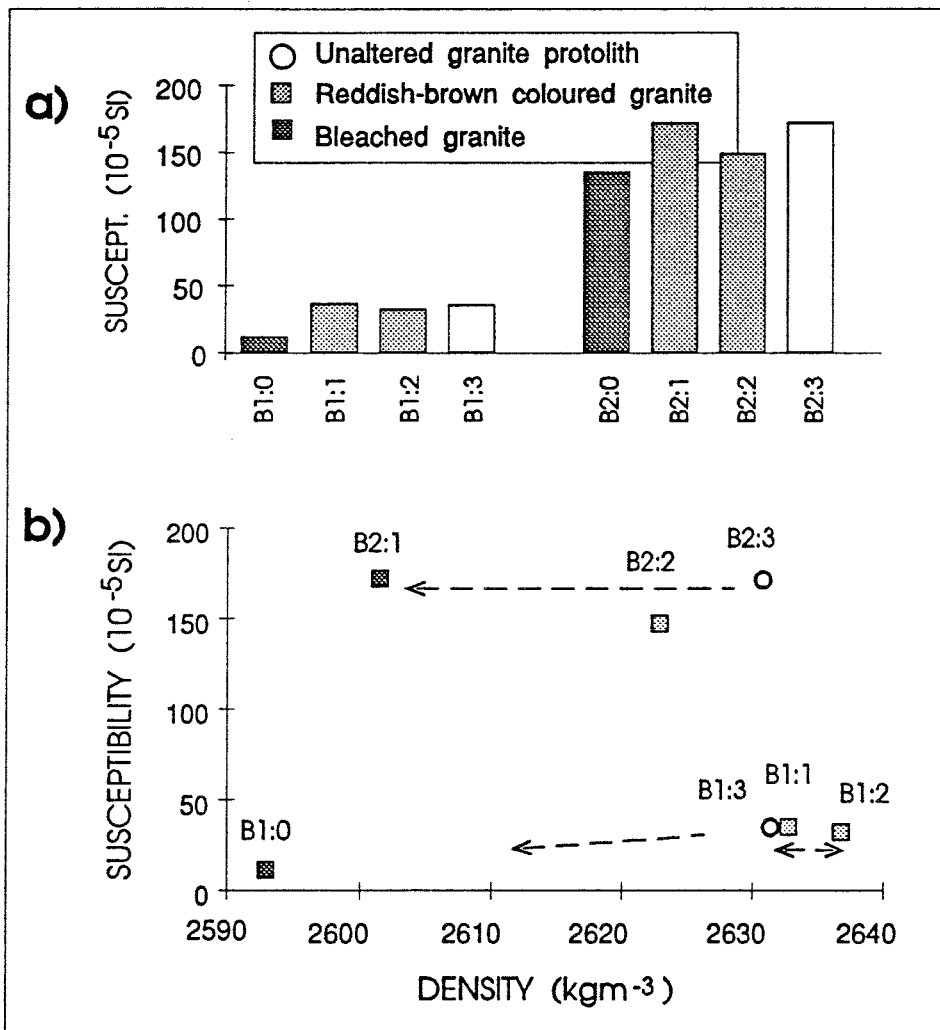 a)
Unaltered granite protolith
Reddish-brown coloured granite
Bleached granite
SUSCEPT. (10-5SI)
200
150
100
50
0
B1:0 B1:1 B1:2 B1:3 B2:0 B2:1 B2:2 B2:3
b)
SUSCEPTIBILITY (10-5SI)
200
150
100
50
0
B2:1
B2:2
B2:3
B1:3
B1:1
B1:2
B1:0
2590 2600 2610 2620 2630 2640
DENSITY (kgm-3)